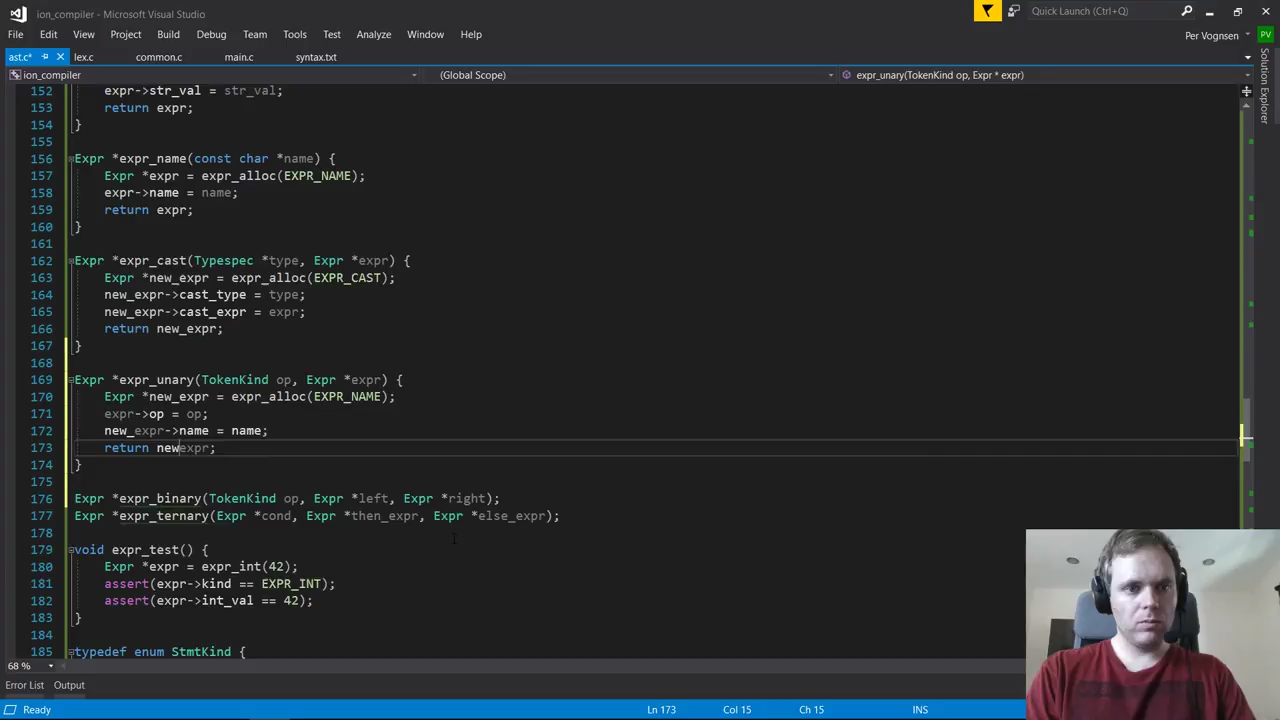 ion_compiler - Microsoft Visual Studio
Quick Launch (Ctrl+Q)
File Edit View Project Build Debug Team Tools Test Analyze Window Help
Per Vognsen PV
ast.c* lex.c common.c main.c syntax.txt
ion_compiler (Global Scope) expr_unary(TokenKind op, Expr * expr)
Solution Explorer
152 expr->str_val = str_val;
153 return expr;
154 }
155
156 Expr *expr_name(const char *name) {
157 Expr *expr = expr_alloc(EXPR_NAME);
158 expr->name = name;
159 return expr;
160 }
161
162 Expr *expr_cast(Typespec *type, Expr *expr) {
163 Expr *new_expr = expr_alloc(EXPR_CAST);
164 new_expr->cast_type = type;
165 new_expr->cast_expr = expr;
166 return new_expr;
167 }
168
169 Expr *expr_unary(TokenKind op, Expr *expr) {
170 Expr *new_expr = expr_alloc(EXPR_NAME);
171 expr->op = op;
172 new_expr->name = name;
173 return newexpr;
174 }
175
176 Expr *expr_binary(TokenKind op, Expr *left, Expr *right);
177 Expr *expr_ternary(Expr *cond, Expr *then_expr, Expr *else_expr);
178
179 void expr_test() {
180 Expr *expr = expr_int(42);
181 assert(expr->kind == EXPR_INT);
182 assert(expr->int_val == 42);
183 }
184
185 typedef enum StmtKind {
68 %
Error List Output
Ready Ln 173 Col 15 Ch 15 INS